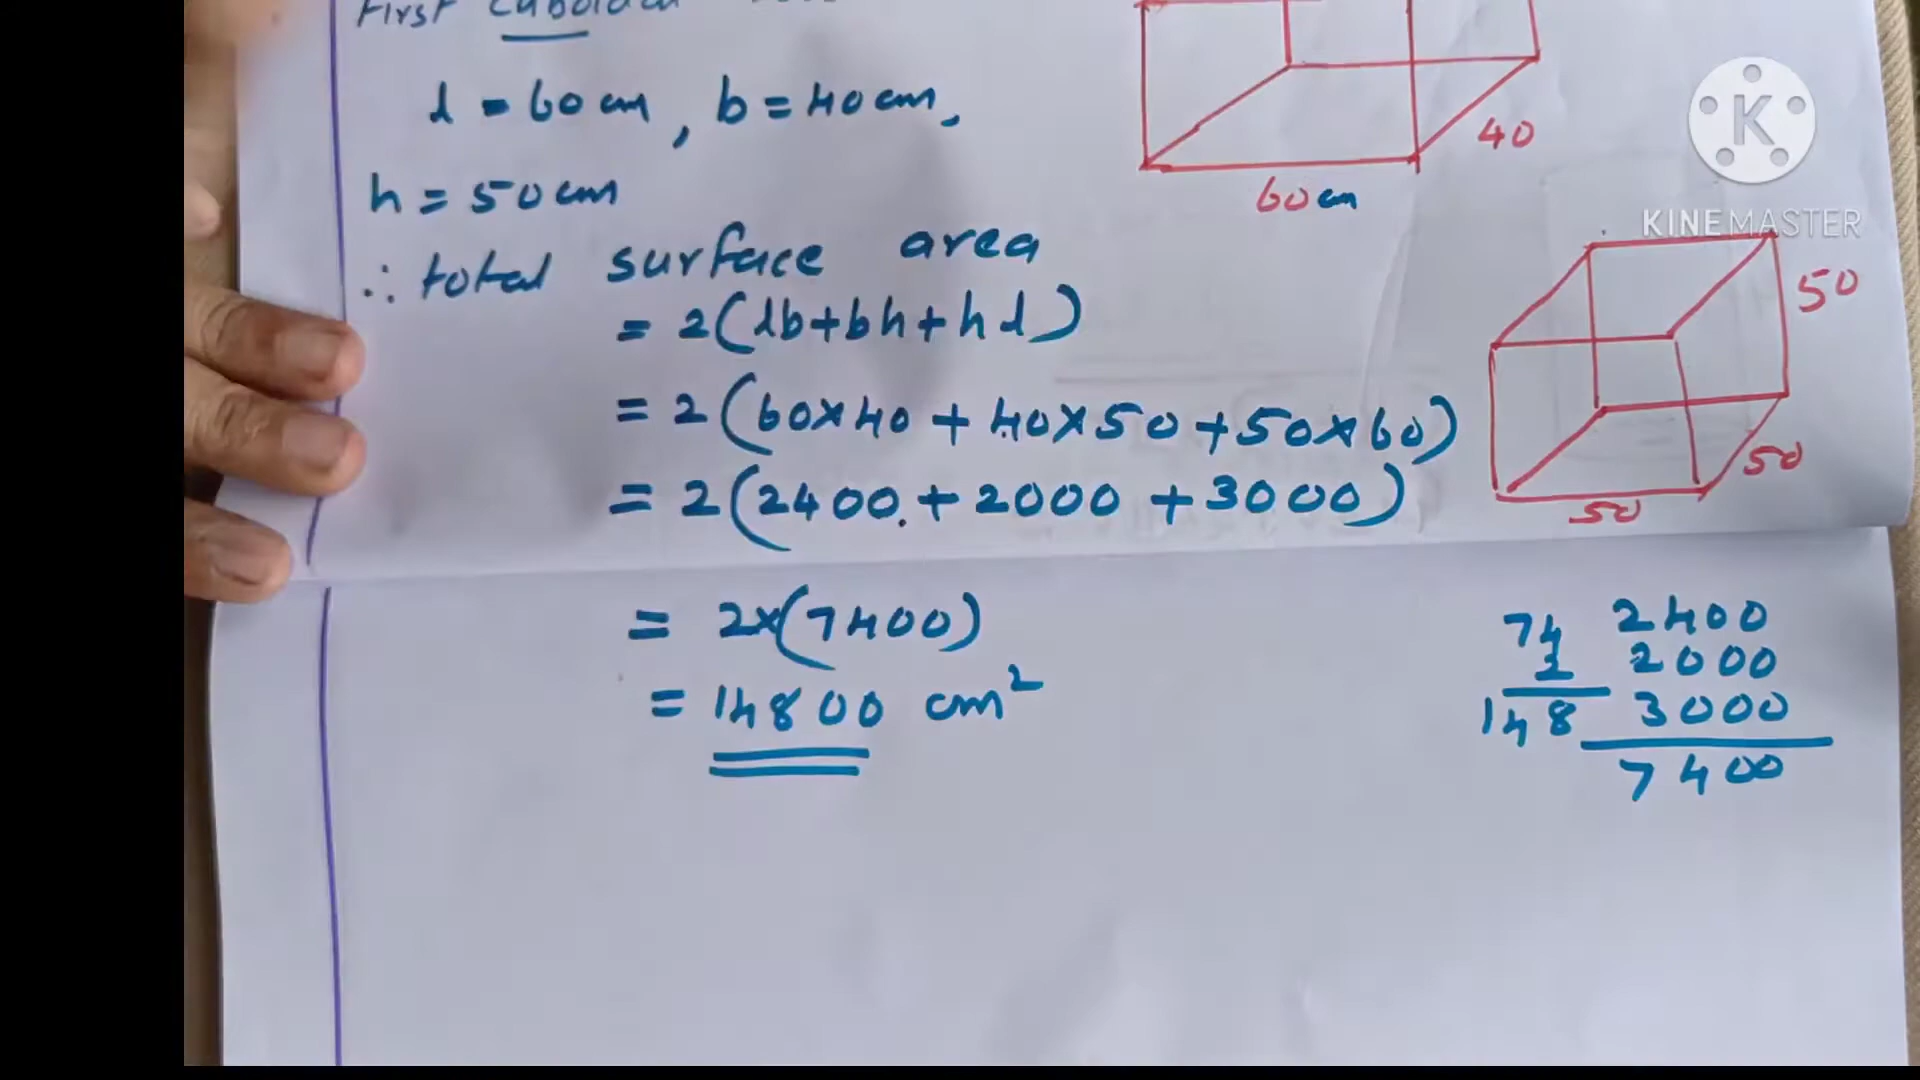 First Cuboidal
l = 60 cm, b = 40 cm,
h = 50 cm
∴ total surface area
= 2(lb+bh+hl)
= 2(60×40 + 40×50 + 50×60)
= 2(2400 + 2000 + 3000)
= 2×(7400)
= 14800 cm²
40
60 cm
K
KINEMASTER
50
50
50
74
2
148
2400
2000
3000
7400